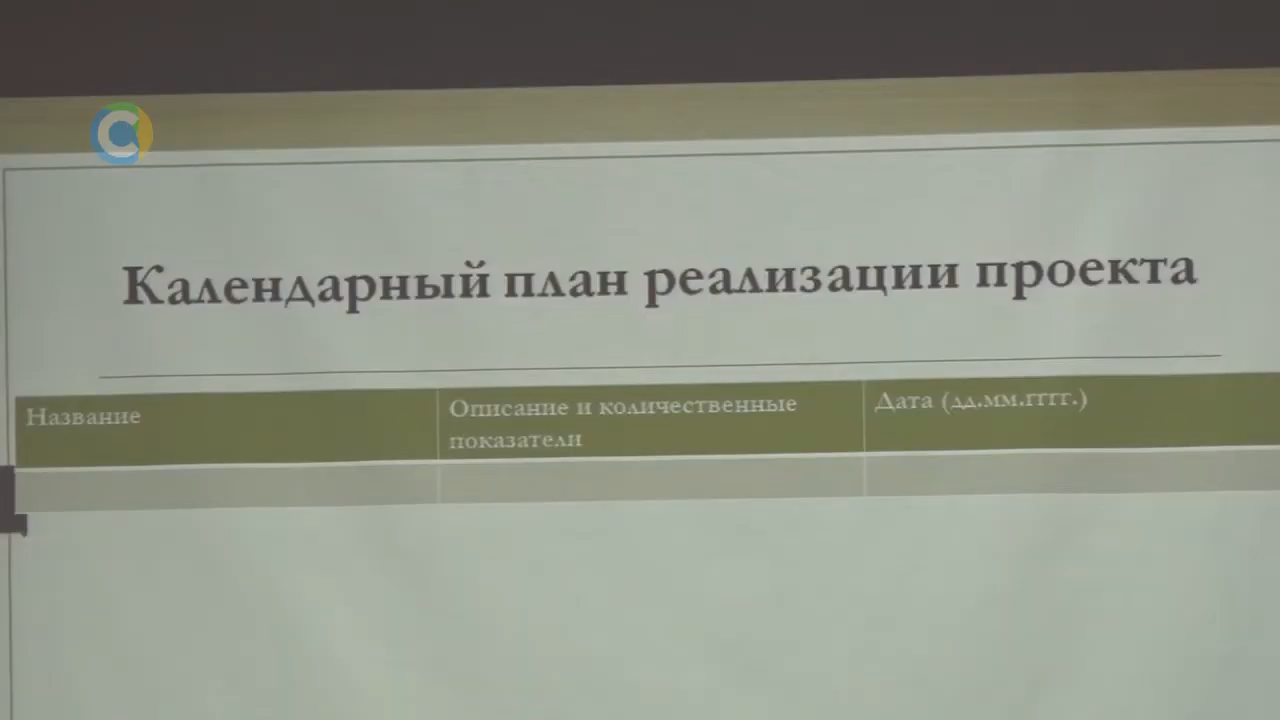 Календарный план реализации проекта
Название
Описание и количественные
показатели
Дата (дд.мм.гггг.)